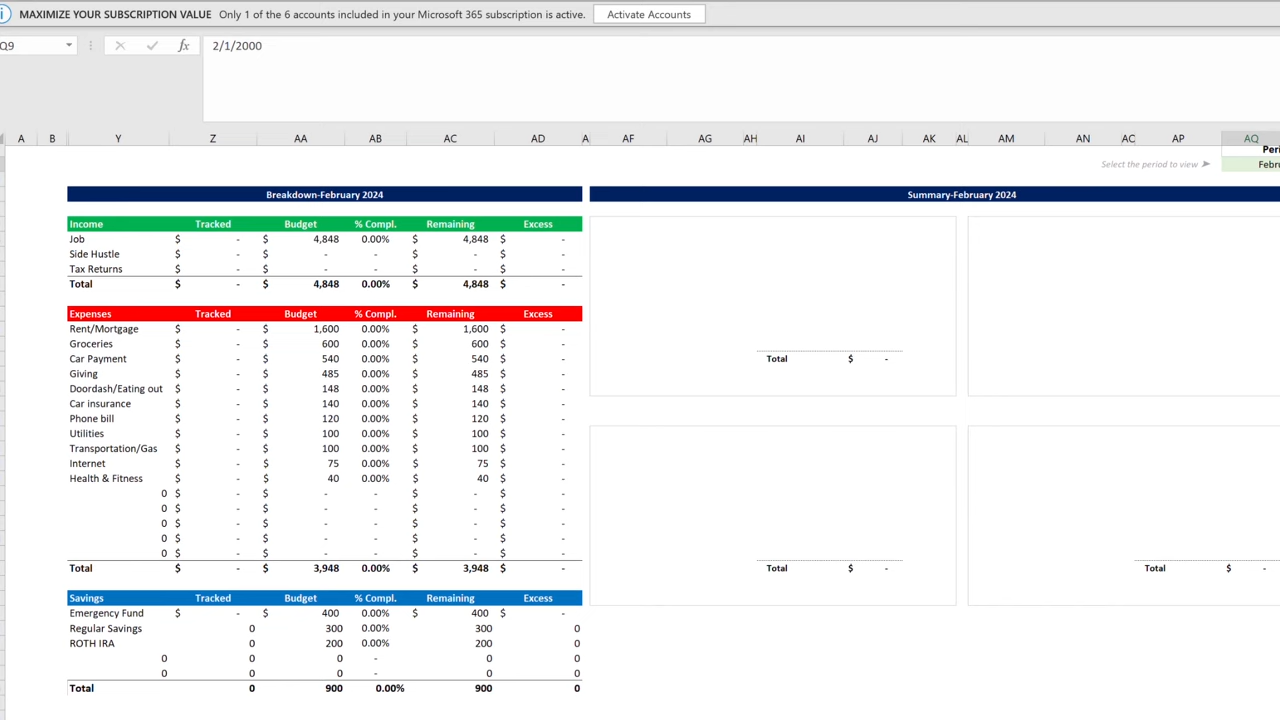 MAXIMIZE YOUR SUBSCRIPTION VALUE Only 1 of the 6 accounts included in your Microsoft 365 subscription is active. Activate Accounts
Q9 fx 2/1/2000
A B Y Z AA AB AC AD A AF AG AH AI AJ AK AL AM AN AC AP AQ
Peri
Select the period to view ➤ Febru
Breakdown-February 2024 Summary-February 2024
Income Tracked Budget % Compl. Remaining Excess
Job $ - $ 4,848 0.00% $ 4,848 $ -
Side Hustle $ - $ - - $ - $ -
Tax Returns $ - $ - - $ - $ -
Total $ - $ 4,848 0.00% $ 4,848 $ -
Expenses Tracked Budget % Compl. Remaining Excess
Rent/Mortgage $ - $ 1,600 0.00% $ 1,600 $ -
Groceries $ - $ 600 0.00% $ 600 $ -
Car Payment $ - $ 540 0.00% $ 540 $ - Total $ -
Giving $ - $ 485 0.00% $ 485 $ -
Doordash/Eating out $ - $ 148 0.00% $ 148 $ -
Car insurance $ - $ 140 0.00% $ 140 $ -
Phone bill $ - $ 120 0.00% $ 120 $ -
Utilities $ - $ 100 0.00% $ 100 $ -
Transportation/Gas $ - $ 100 0.00% $ 100 $ -
Internet $ - $ 75 0.00% $ 75 $ -
Health & Fitness $ - $ 40 0.00% $ 40 $ -
0 $ - $ - - $ - $ -
0 $ - $ - - $ - $ -
0 $ - $ - - $ - $ -
0 $ - $ - - $ - $ -
0 $ - $ - - $ - $ -
Total $ - $ 3,948 0.00% $ 3,948 $ - Total $ - Total $ -
Savings Tracked Budget % Compl. Remaining Excess
Emergency Fund $ - $ 400 0.00% $ 400 $ -
Regular Savings 0 300 0.00% 300 0
ROTH IRA 0 200 0.00% 200 0
0 0 0 - 0 0
0 0 0 - 0 0
Total 0 900 0.00% 900 0